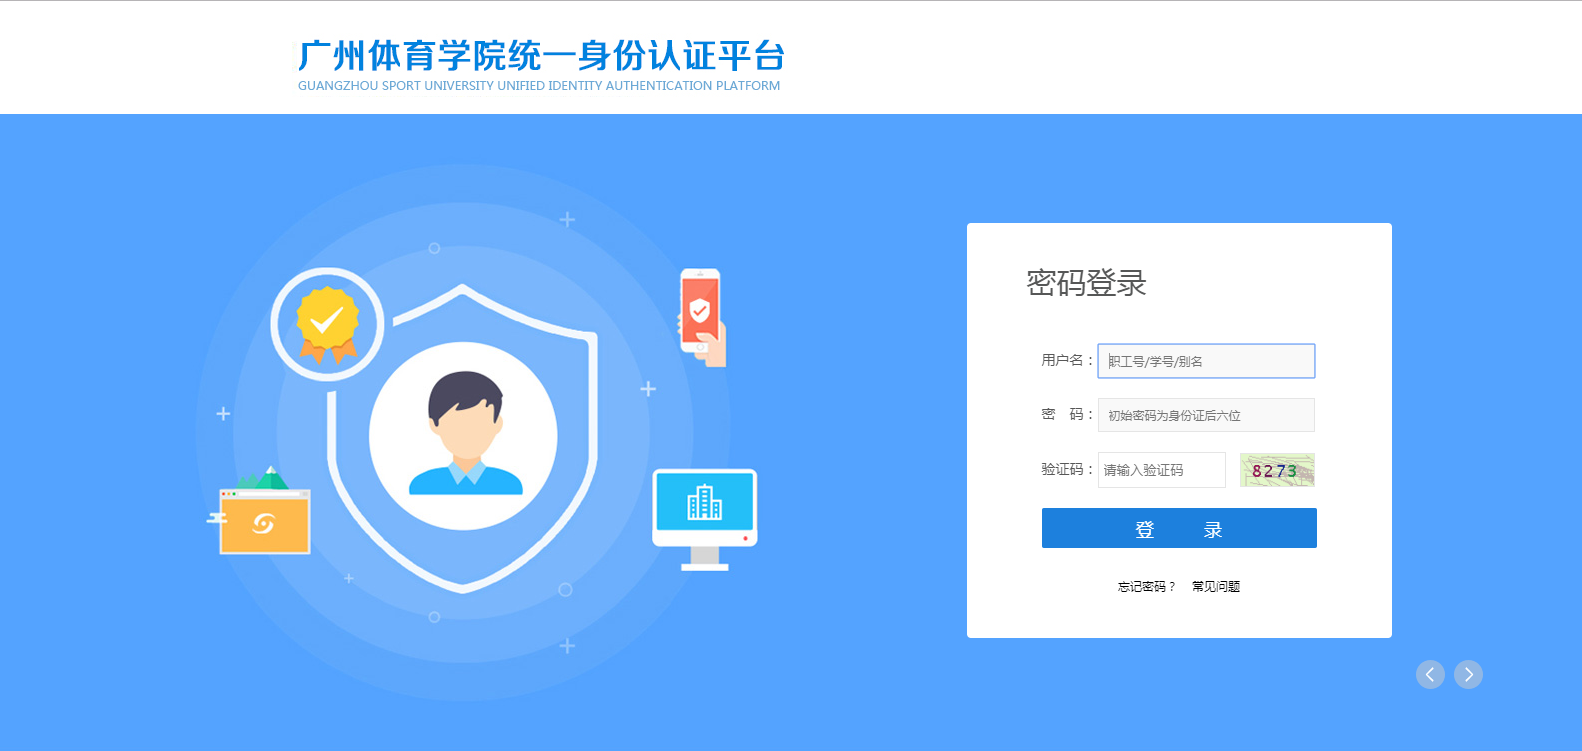 广州体育学院统一身份认证平台
GUANGZHOU SPORT UNIVERSITY UNIFIED IDENTITY AUTHENTICATION PLATFORM
密码登录
用户名： 职工号/学号/别名
密 码： 初始密码为身份证后六位
验证码： 请输入验证码 8273
登 录
忘记密码？ 常见问题